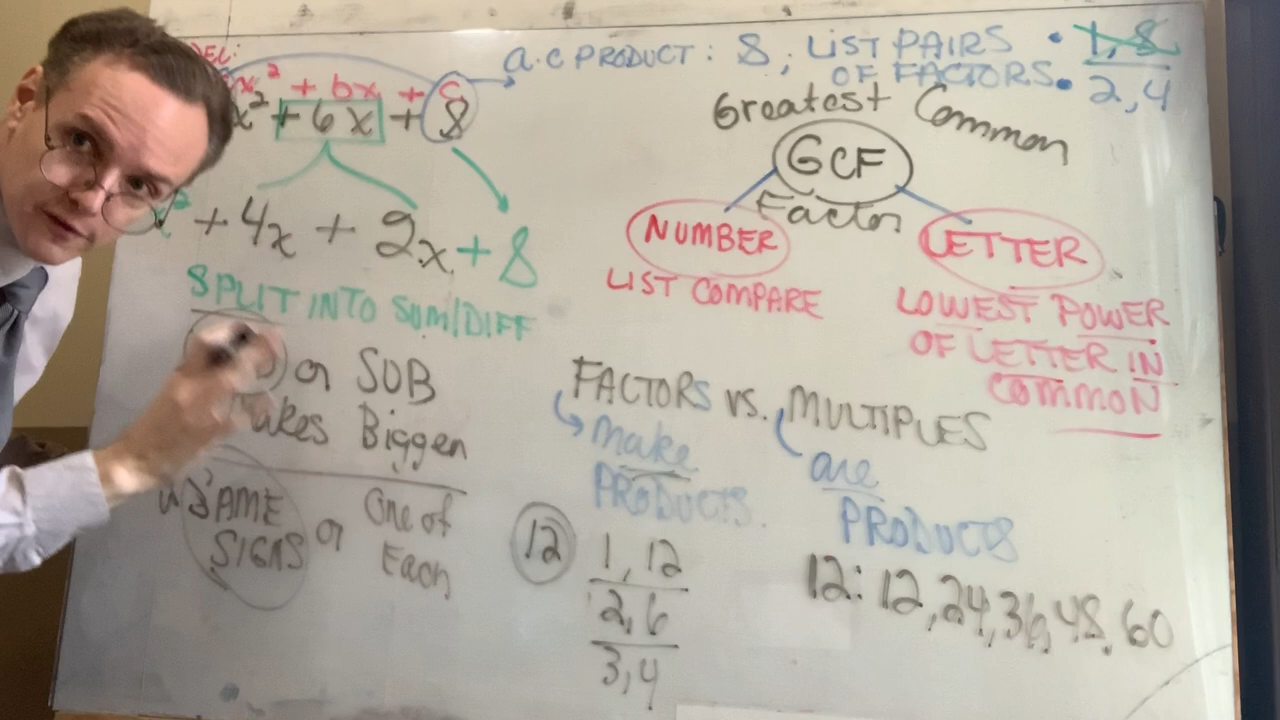 a.c PRODUCT: 8; LIST PAIRS • 1, 8
OF FACTORS • 2,4
x² + bx + c
x² + 6x + 8
+ 4x + 2x + 8
SPLIT INTO SUM/DIFF
or SUB
Makes Bigger
SAME or One of
SIGNS Each
Greatest Common
GCF
Factor
NUMBER LETTER
LIST COMPARE
LOWEST POWER
OF LETTER IN
COMMON
FACTORS vs. MULTIPLES
make are
PRODUCTS. PRODUCTS
12 1, 12
2, 6
3, 4
12: 12, 24, 36, 48, 60